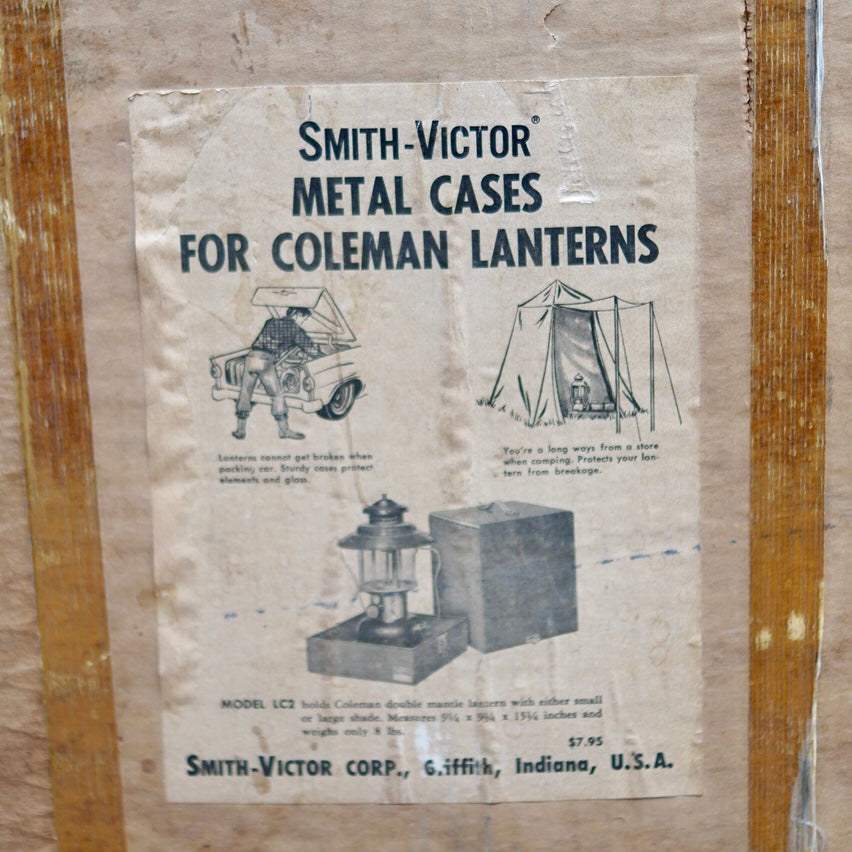 SMITH-VICTOR®
METAL CASES
FOR COLEMAN LANTERNS
Lanterns cannot get broken when
packing car. Sturdy cases protect
elements and glass.
You're a long ways from a store
when camping. Protects your lan-
tern from breakage.
MODEL LC2 holds Coleman double mantle lantern with either small
or large shade. Measures 9¼ x 9¼ x 15¼ inches and
weighs only 8 lbs.
$7.95
SMITH-VICTOR CORP., Griffith, Indiana, U.S.A.